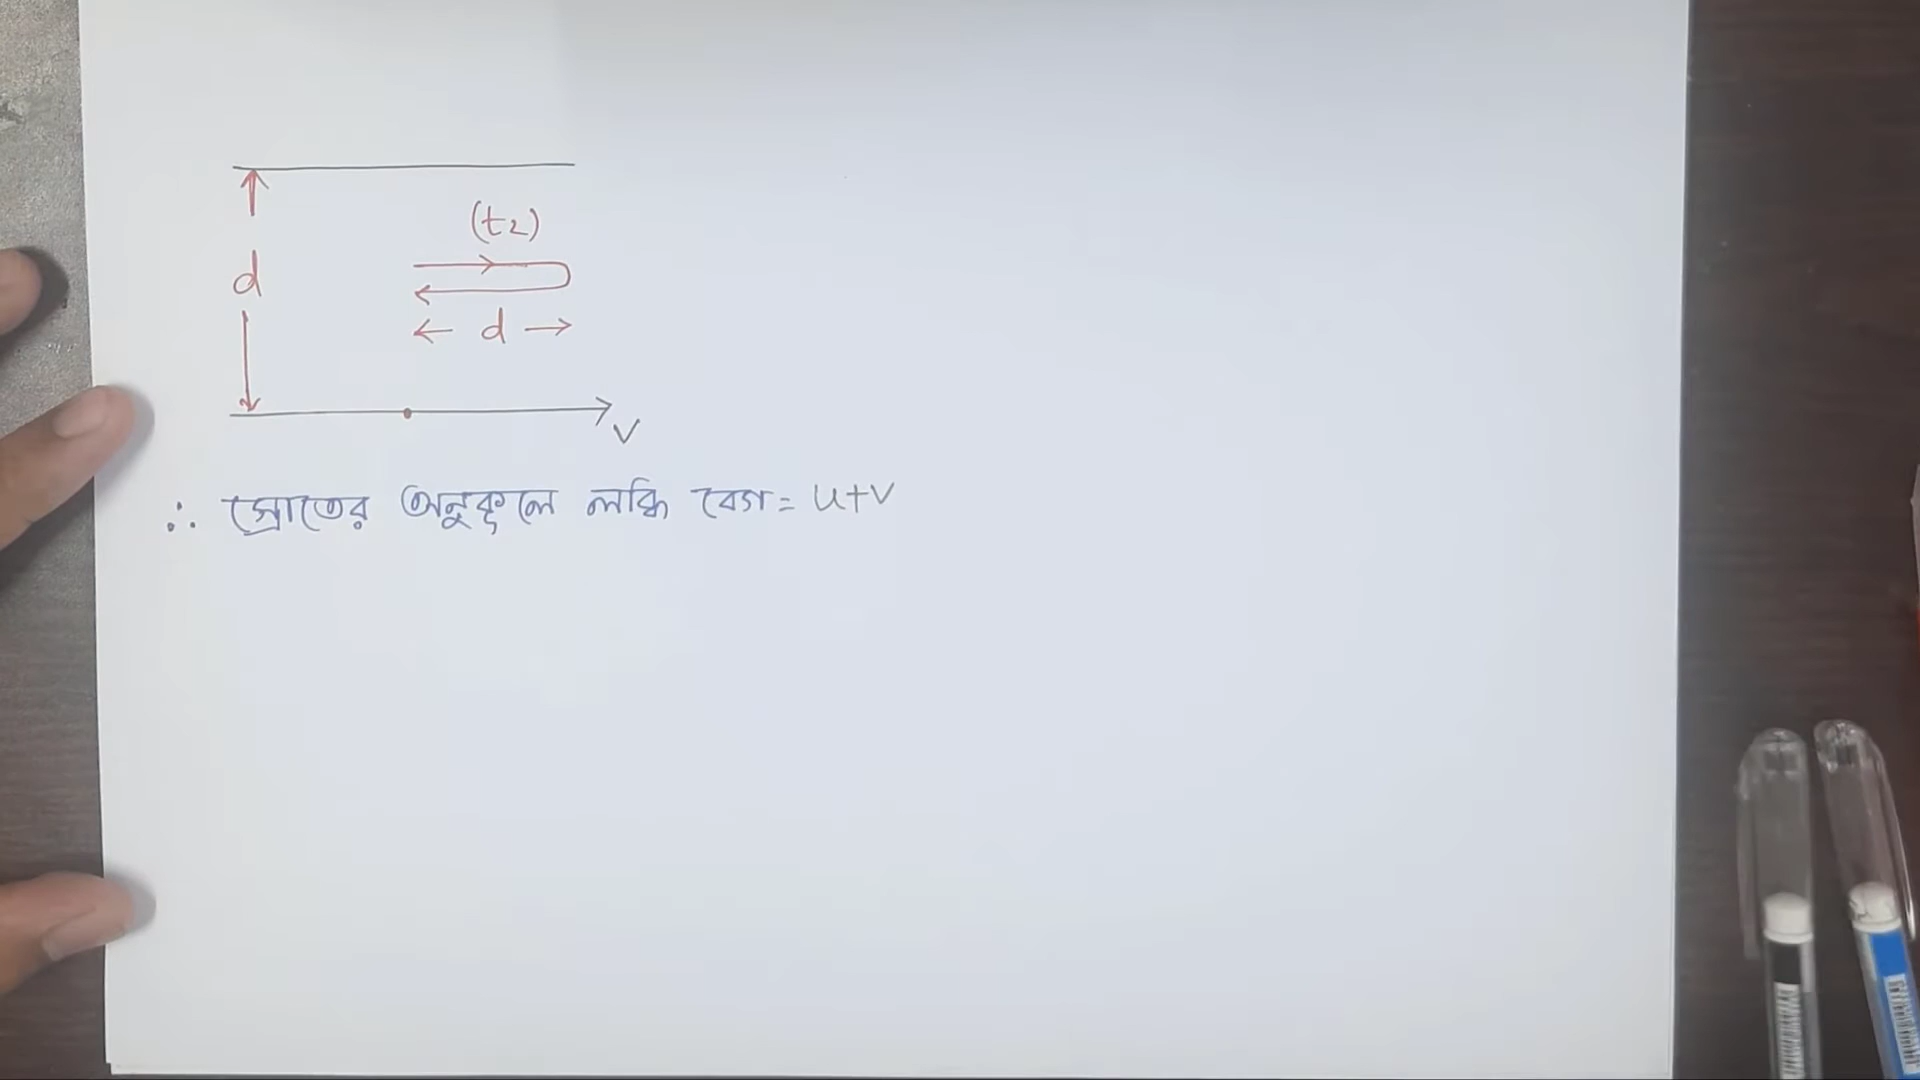 (t2)
d
d
v
∴ স্রোতের অনুকূলে লব্ধি বেগ = u+v